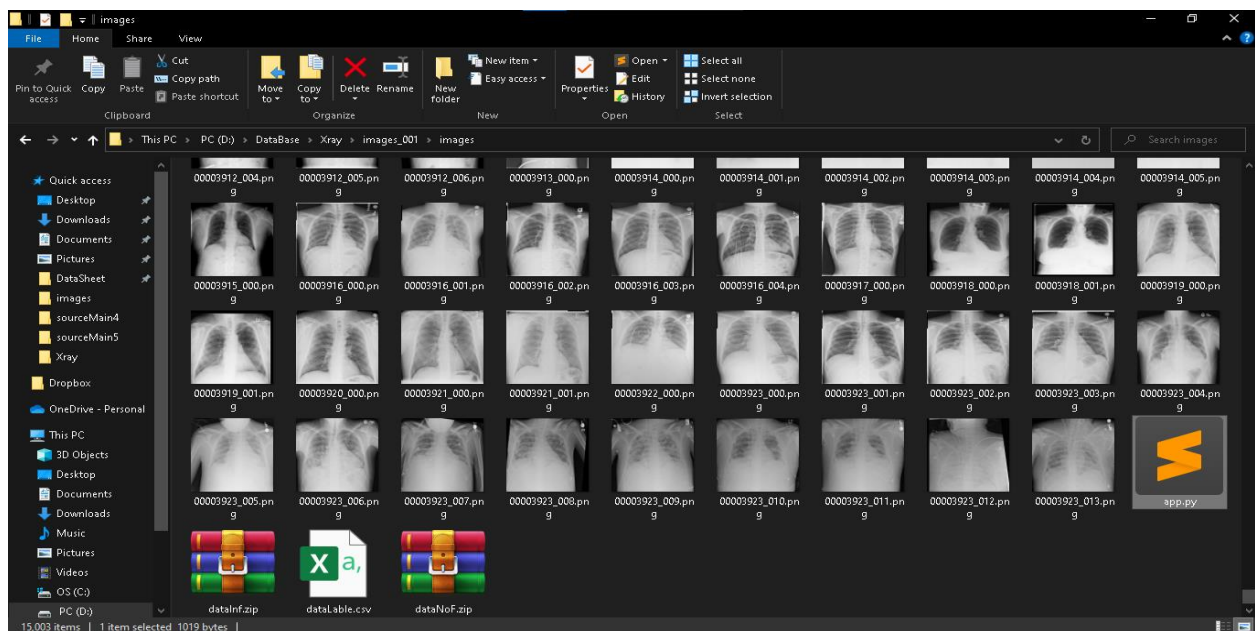 images
File Home Share View
Pin to Quick access
Copy
Paste
Cut
Copy path
Paste shortcut
Clipboard
Move to
Copy to
Delete
Rename
Organize
New folder
New item
Easy access
New
Properties
Open
Edit
History
Open
Select all
Select none
Invert selection
Select
This PC > PC (D:) > DataBase > Xray > images_001 > images
Search images
Quick access
Desktop
Downloads
Documents
Pictures
DataSheet
images
sourceMain4
sourceMain5
Xray
Dropbox
OneDrive - Personal
This PC
3D Objects
Desktop
Documents
Downloads
Music
Pictures
Videos
OS (C:)
PC (D:)
00003912_004.png 00003912_005.png 00003912_006.png 00003913_000.png 00003914_000.png 00003914_001.png 00003914_002.png 00003914_003.png 00003914_004.png 00003914_005.png
00003915_000.png 00003916_000.png 00003916_001.png 00003916_002.png 00003916_003.png 00003916_004.png 00003917_000.png 00003918_000.png 00003918_001.png 00003919_000.png
00003919_001.png 00003920_000.png 00003921_000.png 00003921_001.png 00003922_000.png 00003923_000.png 00003923_001.png 00003923_002.png 00003923_003.png 00003923_004.png
00003923_005.png 00003923_006.png 00003923_007.png 00003923_008.png 00003923_009.png 00003923_010.png 00003923_011.png 00003923_012.png 00003923_013.png app.py
X a,
dataInf.zip dataLable.csv dataNoF.zip
15,003 items | 1 item selected 1019 bytes |